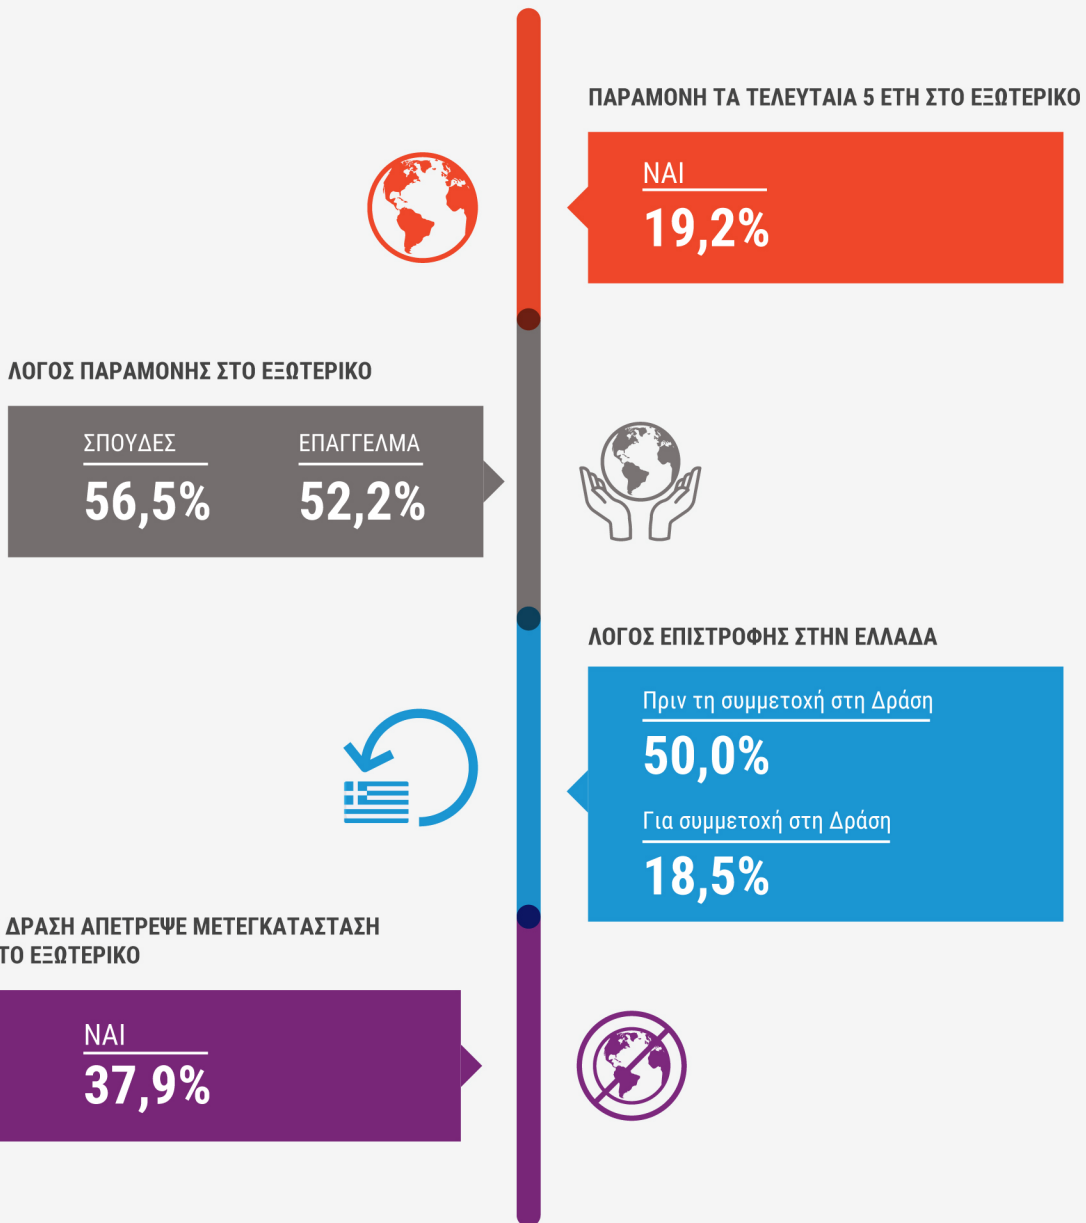 ΠΑΡΑΜΟΝΗ ΤΑ ΤΕΛΕΥΤΑΙΑ 5 ΕΤΗ ΣΤΟ ΕΞΩΤΕΡΙΚΟ
ΝΑΙ
19,2%
ΛΟΓΟΣ ΠΑΡΑΜΟΝΗΣ ΣΤΟ ΕΞΩΤΕΡΙΚΟ
ΣΠΟΥΔΕΣ ΕΠΑΓΓΕΛΜΑ
56,5% 52,2%
ΛΟΓΟΣ ΕΠΙΣΤΡΟΦΗΣ ΣΤΗΝ ΕΛΛΑΔΑ
Πριν τη συμμετοχή στη Δράση
50,0%
Για συμμετοχή στη Δράση
18,5%
ΔΡΑΣΗ ΑΠΕΤΡΕΨΕ ΜΕΤΕΓΚΑΤΑΣΤΑΣΗ
ΤΟ ΕΞΩΤΕΡΙΚΟ
ΝΑΙ
37,9%